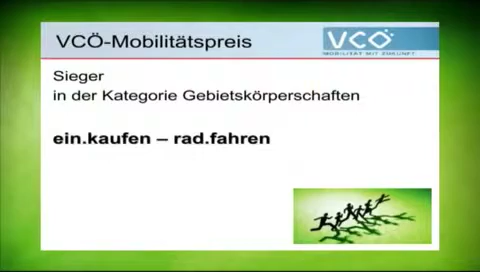 VCÖ-Mobilitätspreis
VCÖ
MOBILITÄT MIT ZUKUNFT
Sieger
in der Kategorie Gebietskörperschaften
ein.kaufen – rad.fahren